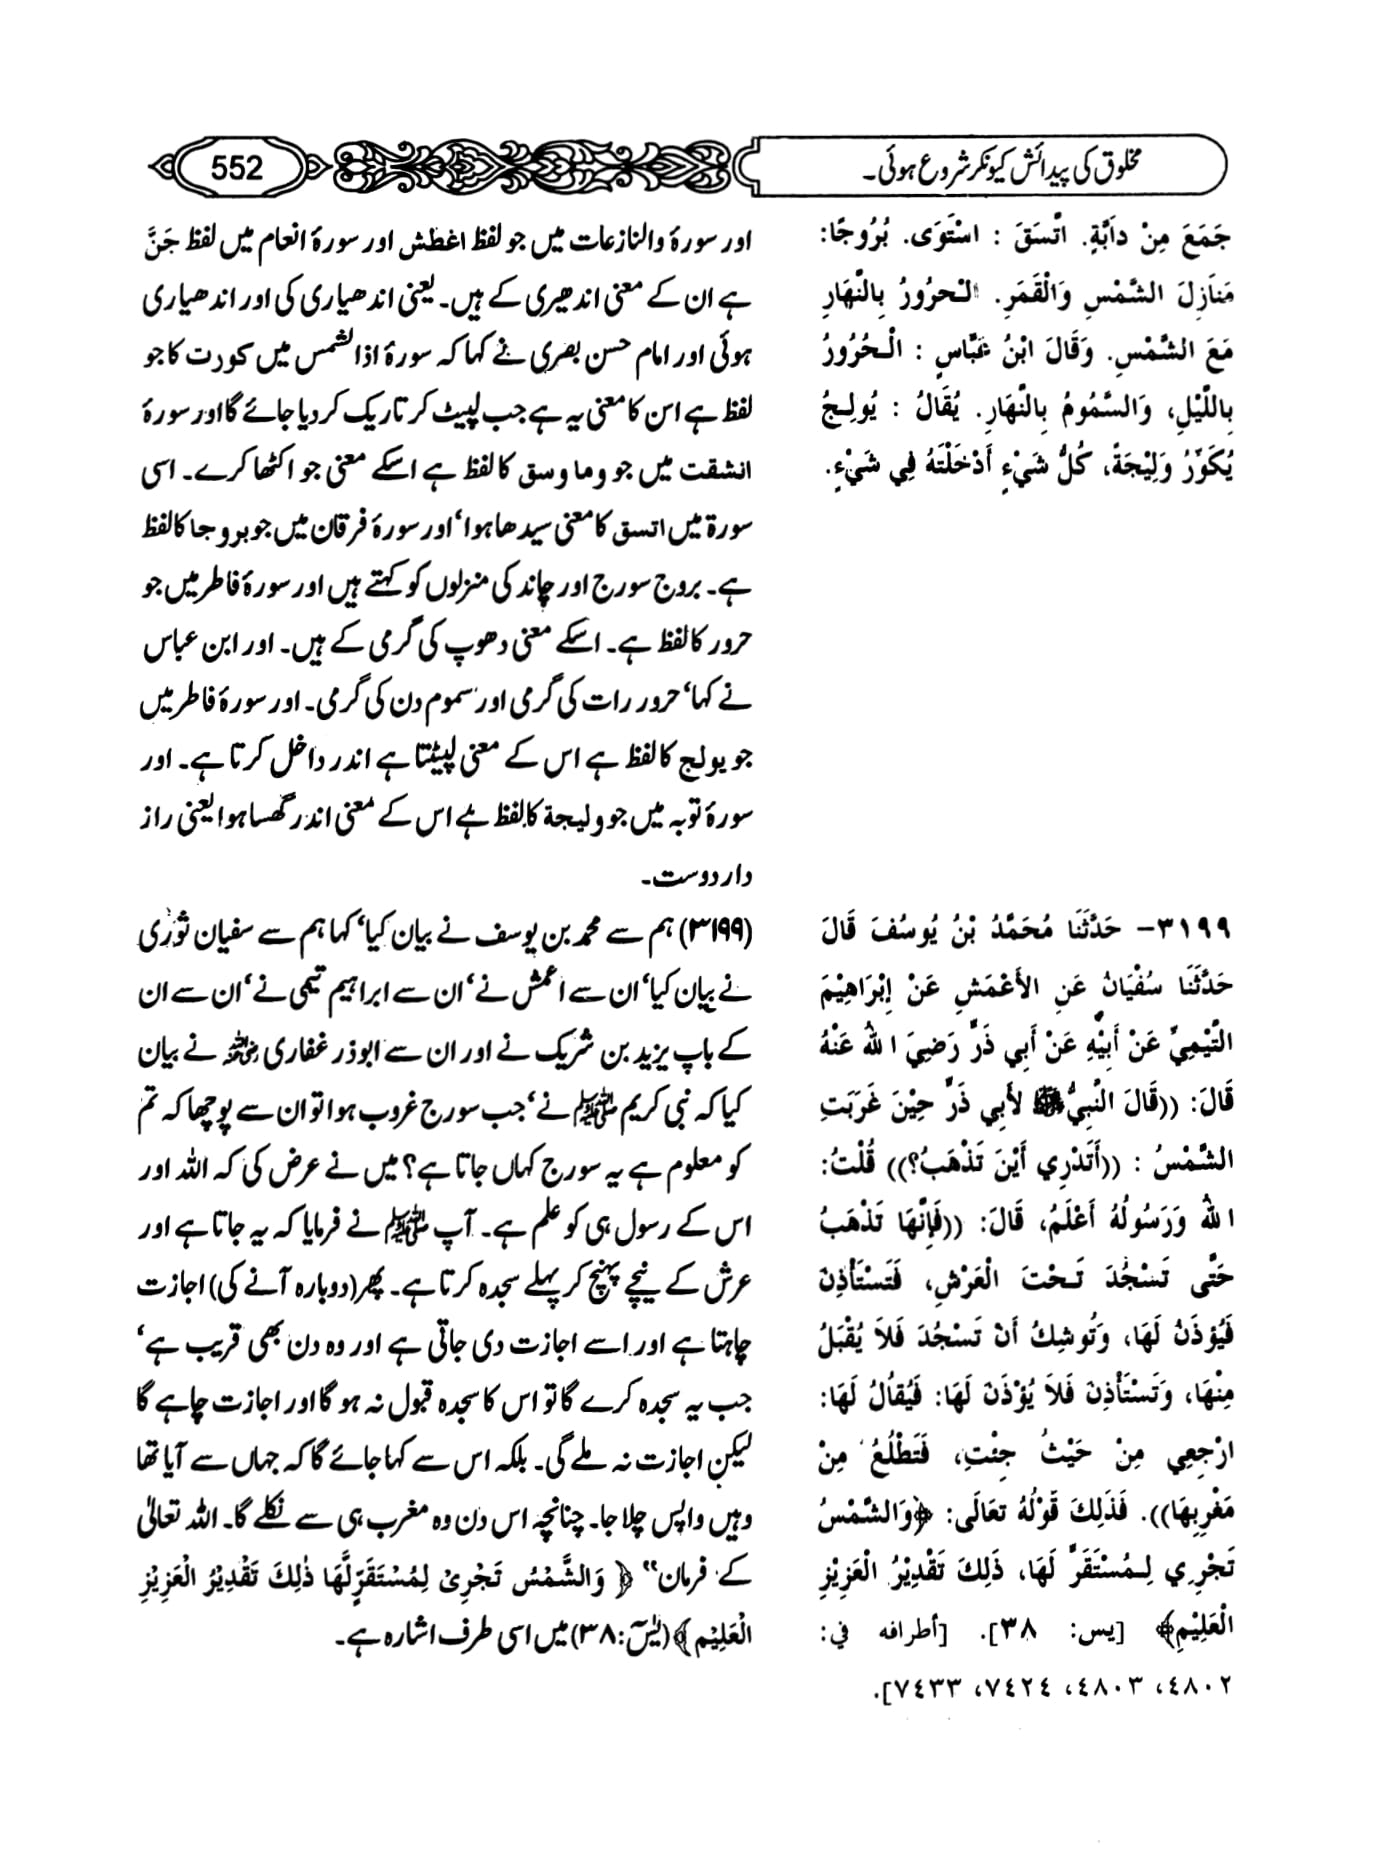 مخلوق کی پیدائش کیونکر شروع ہوئی۔
552
جَمَعَ مِنْ دَابَّةٍ. اتَّسَقَ : اسْتَوَى. بُرُوجًا:
مَنَازِلَ الشَّمْسِ وَالْقَمَرِ. الْحرُورُ بِالنَّهَارِ
مَعَ الشَّمْسِ. وَقَالَ ابْنُ عَبَّاسٍ : الْحُرُورُ
بِاللَّيْلِ، وَالسَّمُومُ بِالنَّهَارِ. يُقَالُ : يُولِجُ
يُكَوِّرُ وَلِيْجَةً، كُلُّ شَيْءٍ أَدْخَلْتَهُ فِي شَيْءٍ.
٣١٩٩- حَدَّثَنَا مُحَمَّدُ بْنُ يُوسُفَ قَالَ
حَدَّثَنَا سُفْيَانُ عَنِ الأَعْمَشِ عَنْ إِبْرَاهِيْمَ
التَّيْمِيِّ عَنْ أَبِيْهِ عَنْ أَبِي ذَرٍّ رَضِيَ اللهُ عَنْهُ
قَالَ: ((قَالَ النَّبِيُّ ﷺ لأَبِي ذَرٍّ حِيْنَ غَرَبَتِ
الشَّمْسُ : ((أَتَدْرِي أَيْنَ تَذْهَبُ؟)) قُلْتُ:
اللهُ وَرَسُولُهُ أَعْلَمُ، قَالَ: ((فَإِنَّهَا تَذْهَبُ
حَتَّى تَسْجُدَ تَحْتَ الْعَرْشِ، فَتَسْتَأْذِنَ
فَيُؤْذَنُ لَهَا، وَتُوشِكُ أَنْ تَسْجُدَ فَلاَ يُقْبَلُ
مِنْهَا، وَتَسْتَأْذِنَ فَلاَ يُؤْذَنَ لَهَا: فَيُقَالُ لَهَا:
ارْجِعِي مِنْ حَيْثُ جِئْتِ، فَتَطْلُعُ مِنْ
مَغْرِبِهَا)). فَذَلِكَ قَوْلُهُ تَعَالَى: ﴿وَالشَّمْسُ
تَجْرِي لِمُسْتَقَرٍّ لَهَا، ذَلِكَ تَقْدِيْرُ الْعَزِيْزِ
الْعَلِيْمِ﴾ [يس: ٣٨]. [أطرافه في:
٤٨٠٢، ٤٨٠٣، ٧٤٢٤، ٧٤٣٣].
اور سورۂ والنازعات میں جو لفظ اغطش اور سورۂ انعام میں لفظ جَنَّ
ہے ان کے معنی اندھیری کے ہیں۔ یعنی اندھیاری کی اور اندھیاری
ہوئی اور امام حسن بصری نے کہا کہ سورۂ اذا الشمس میں کورت کا جو
لفظ ہے اس کا معنی یہ ہے جب لپیٹ کر تاریک کر دیا جائے گا اور سورۂ
انشقت میں جو وما وسق کا لفظ ہے اسکے معنی جو اکٹھا کرے۔ اسی
سورۃ میں اتسق کا معنی سیدھا ہوا‘ اور سورۂ فرقان میں جو بروجا کا لفظ
ہے۔ بروج سورج اور چاند کی منزلوں کو کہتے ہیں اور سورۂ فاطر میں جو
حرور کا لفظ ہے۔ اسکے معنی دھوپ کی گرمی کے ہیں۔ اور ابن عباس
نے کہا‘ حرور رات کی گرمی اور سموم دن کی گرمی۔ اور سورۂ فاطر میں
جو یولج کا لفظ ہے اس کے معنی لپیٹتا ہے اندر داخل کرتا ہے۔ اور
سورۂ توبہ میں جو ولیجة کا لفظ ہے اس کے معنی اندر گھسا ہوا یعنی راز
دار دوست۔
(۳۱۹۹) ہم سے محمد بن یوسف نے بیان کیا‘ کہا ہم سے سفیان ثوری
نے بیان کیا‘ ان سے اعمش نے‘ ان سے ابراہیم تیمی نے‘ ان سے ان
کے باپ یزید بن شریک نے اور ان سے ابوذر غفاری رضی اللہ عنہ نے بیان
کیا کہ نبی کریم ﷺ نے‘ جب سورج غروب ہوا تو ان سے پوچھا کہ تم
کو معلوم ہے یہ سورج کہاں جاتا ہے؟ میں نے عرض کی کہ اللہ اور
اس کے رسول ہی کو علم ہے۔ آپ ﷺ نے فرمایا کہ یہ جاتا ہے اور
عرش کے نیچے پہنچ کر پہلے سجدہ کرتا ہے۔ پھر (دوبارہ آنے کی) اجازت
چاہتا ہے اور اسے اجازت دی جاتی ہے اور وہ دن بھی قریب ہے‘
جب یہ سجدہ کرے گا تو اس کا سجدہ قبول نہ ہو گا اور اجازت چاہے گا
لیکن اجازت نہ ملے گی۔ بلکہ اس سے کہا جائے گا کہ جہاں سے آیا تھا
وہیں واپس چلا جا۔ چنانچہ اس دن وہ مغرب ہی سے نکلے گا۔ اللہ تعالیٰ
کے فرمان “﴿ وَالشَّمْسُ تَجْرِىْ لِمُسْتَقَرٍّ لَّهَا ذٰلِكَ تَقْدِيْرُ الْعَزِيْزِ
الْعَلِيْمِ﴾ (یٰسٓ: ۳۸) میں اسی طرف اشارہ ہے۔